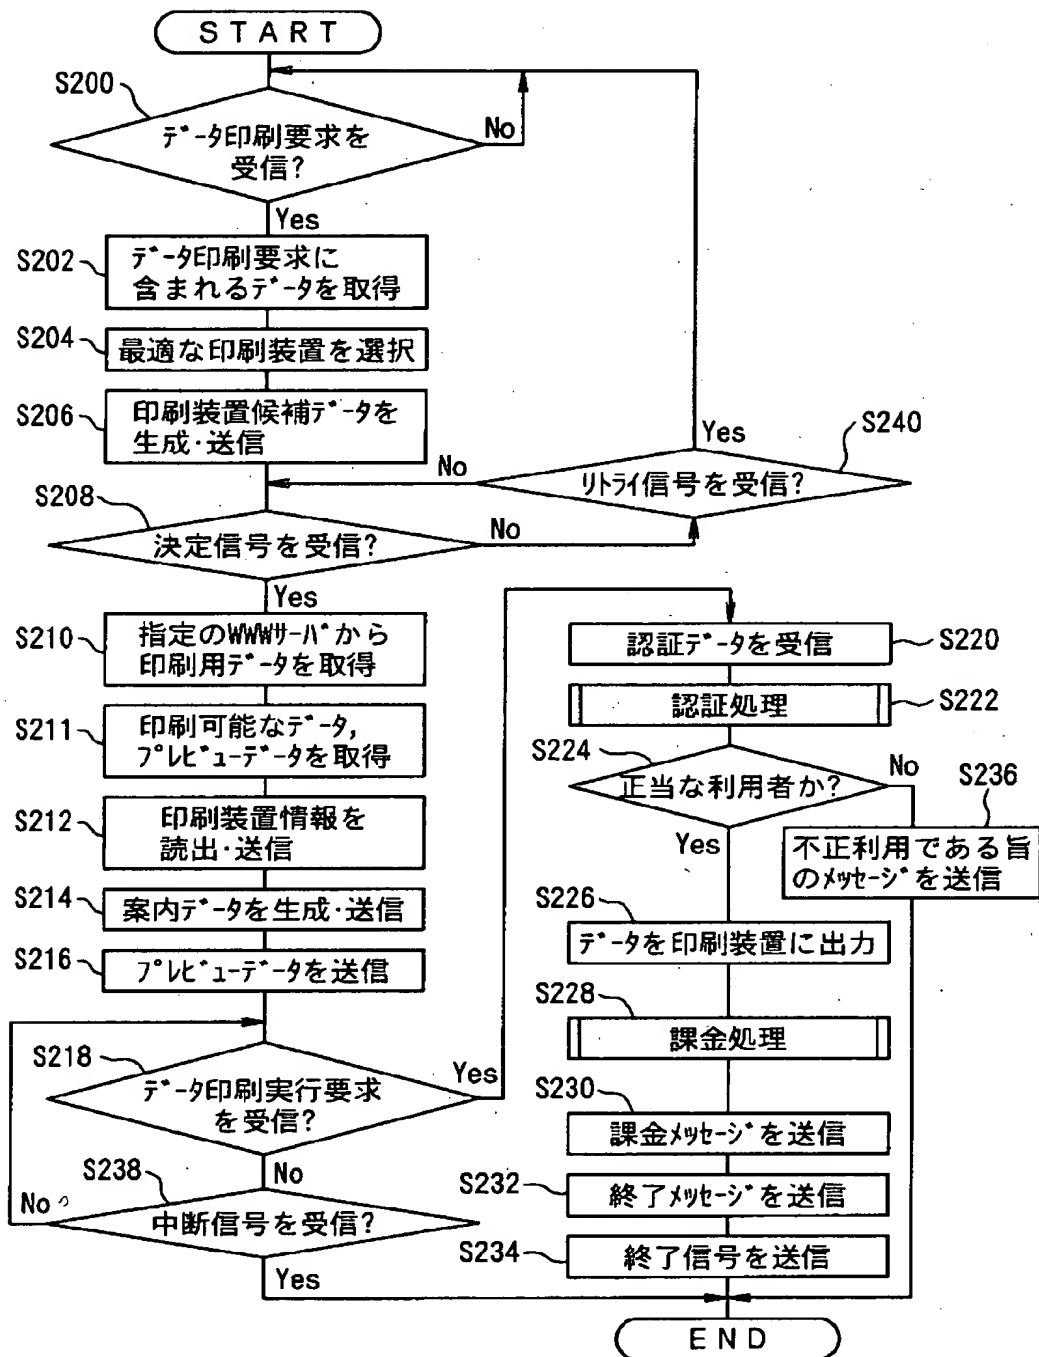 START
S200
データ印刷要求を
受信?
No
Yes
S202
データ印刷要求に
含まれるデータを取得
S204
最適な印刷装置を選択
S206
印刷装置候補データを
生成・送信
Yes
S240
No
リトライ信号を受信?
S208
決定信号を受信?
No
Yes
S210
指定のWWWサーバから
印刷用データを取得
S211
印刷可能なデータ,
プレビューデータを取得
S212
印刷装置情報を
読出・送信
S214
案内データを生成・送信
S216
プレビューデータを送信
S218
データ印刷実行要求
を受信?
Yes
No
S238
中断信号を受信?
No
Yes
S220
認証データを受信
S222
認証処理
S224
正当な利用者か?
No
Yes
S236
不正利用である旨
のメッセージを送信
S226
データを印刷装置に出力
S228
課金処理
S230
課金メッセージを送信
S232
終了メッセージを送信
S234
終了信号を送信
END